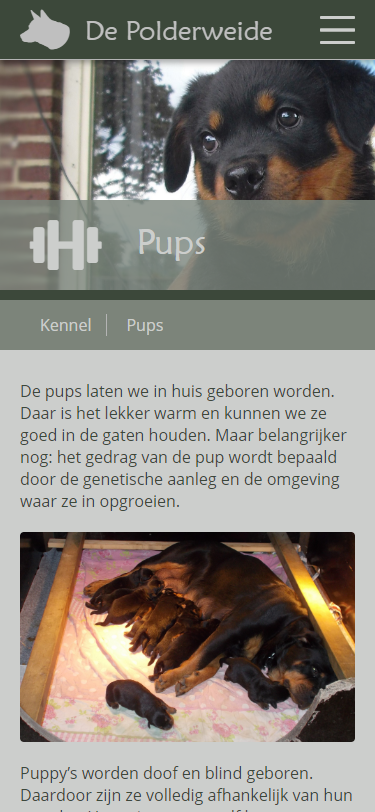 De Polderweide
Pups
Kennel
Pups
De pups laten we in huis geboren worden.
Daar is het lekker warm en kunnen we ze
goed in de gaten houden. Maar belangrijker
nog: het gedrag van de pup wordt bepaald
door de genetische aanleg en de omgeving
waar ze in opgroeien.
Puppy’s worden doof en blind geboren.
Daardoor zijn ze volledig afhankelijk van hun